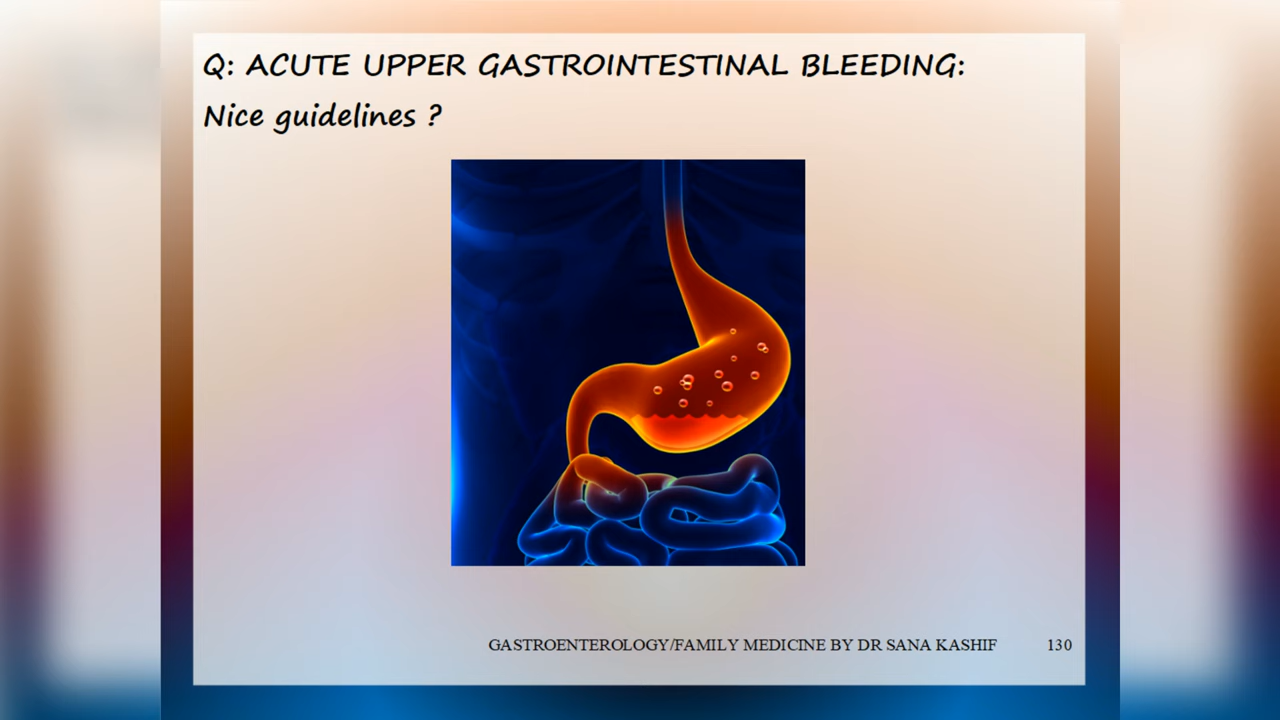 Q: ACUTE UPPER GASTROINTESTINAL BLEEDING:
Nice guidelines ?
GASTROENTEROLOGY/FAMILY MEDICINE BY DR SANA KASHIF 130